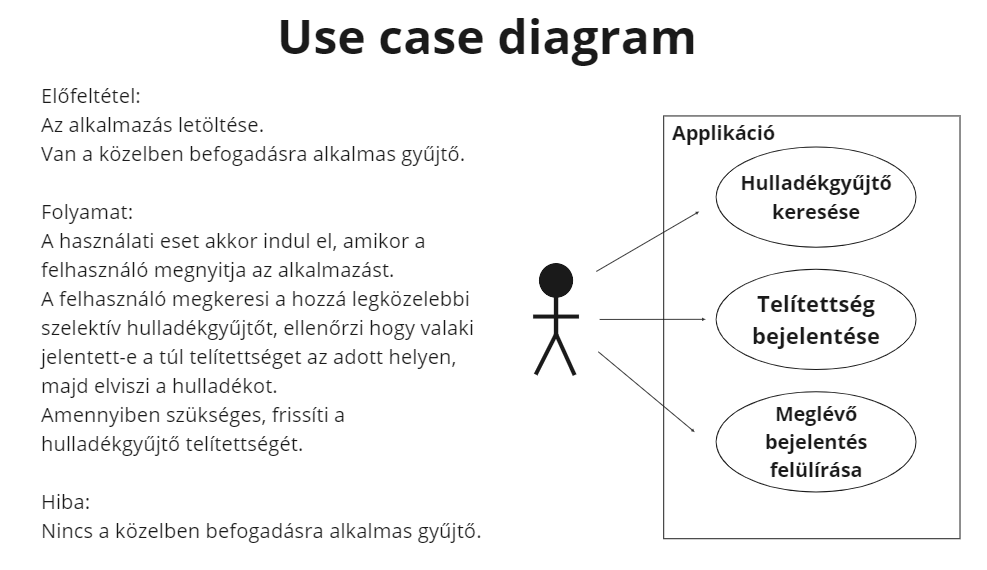 Use case diagram
Előfeltétel:
Az alkalmazás letöltése.
Van a közelben befogadásra alkalmas gyűjtő.
Folyamat:
A használati eset akkor indul el, amikor a
felhasználó megnyitja az alkalmazást.
A felhasználó megkeresi a hozzá legközelebbi
szelektív hulladékgyűjtőt, ellenőrzi hogy valaki
jelentett-e a túl telítettséget az adott helyen,
majd elviszi a hulladékot.
Amennyiben szükséges, frissíti a
hulladékgyűjtő telítettségét.
Hiba:
Nincs a közelben befogadásra alkalmas gyűjtő.
Applikáció
Hulladékgyűjtő
keresése
Telítettség
bejelentése
Meglévő
bejelentés
felülírása